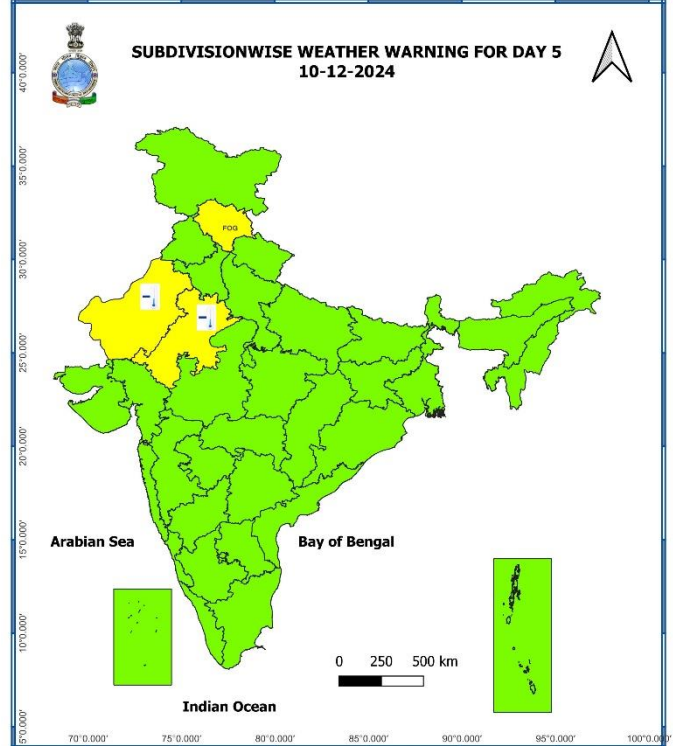 SUBDIVISIONWISE WEATHER WARNING FOR DAY 5
10-12-2024
40°0.000'
35°0.000'
FOG
30°0.000'
25°0.000'
20°0.000'
Arabian Sea
Bay of Bengal
15°0.000'
10°0.000'
0 250 500 km
Indian Ocean
5°0.000'
70°0.000' 75°0.000' 80°0.000' 85°0.000' 90°0.000' 95°0.000' 100°0.000'